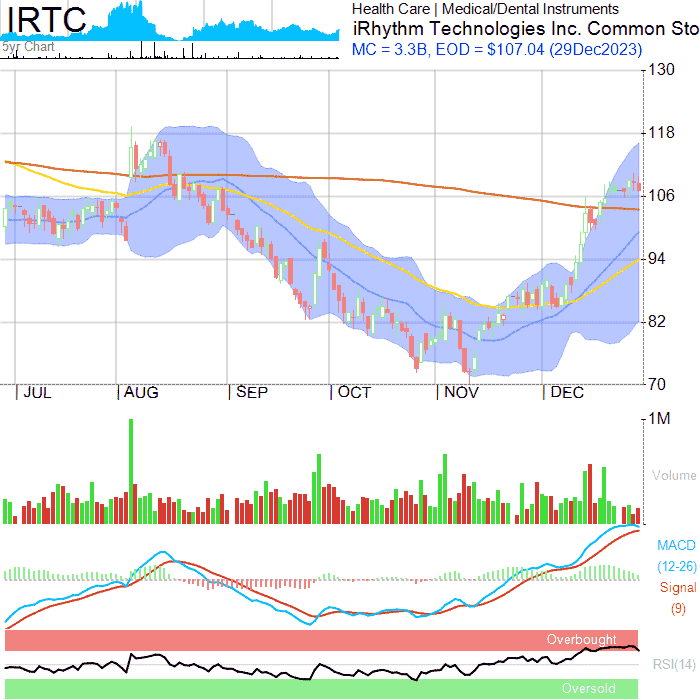 IRTC
5yr Chart
Health Care | Medical/Dental Instruments
iRhythm Technologies Inc. Common Sto
MC = 3.3B, EOD = $107.04 (29Dec2023)
130
118
106
94
82
70
JUL AUG SEP OCT NOV DEC
1M
Volume
MACD
(12-26)
Signal
(9)
Overbought
RSI(14)
Oversold